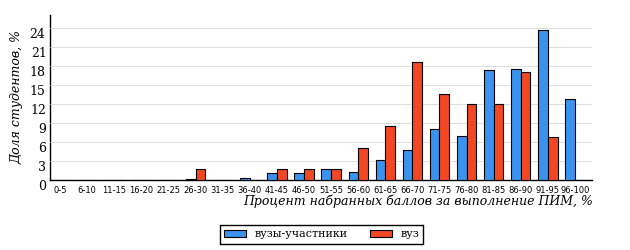 Доля студентов, %
24
21
18
15
12
9
6
3
0
0-5 6-10 11-15 16-20 21-25 26-30 31-35 36-40 41-45 46-50 51-55 56-60 61-65 66-70 71-75 76-80 81-85 86-90 91-95 96-100
Процент набранных баллов за выполнение ПИМ, %
вузы-участники вуз